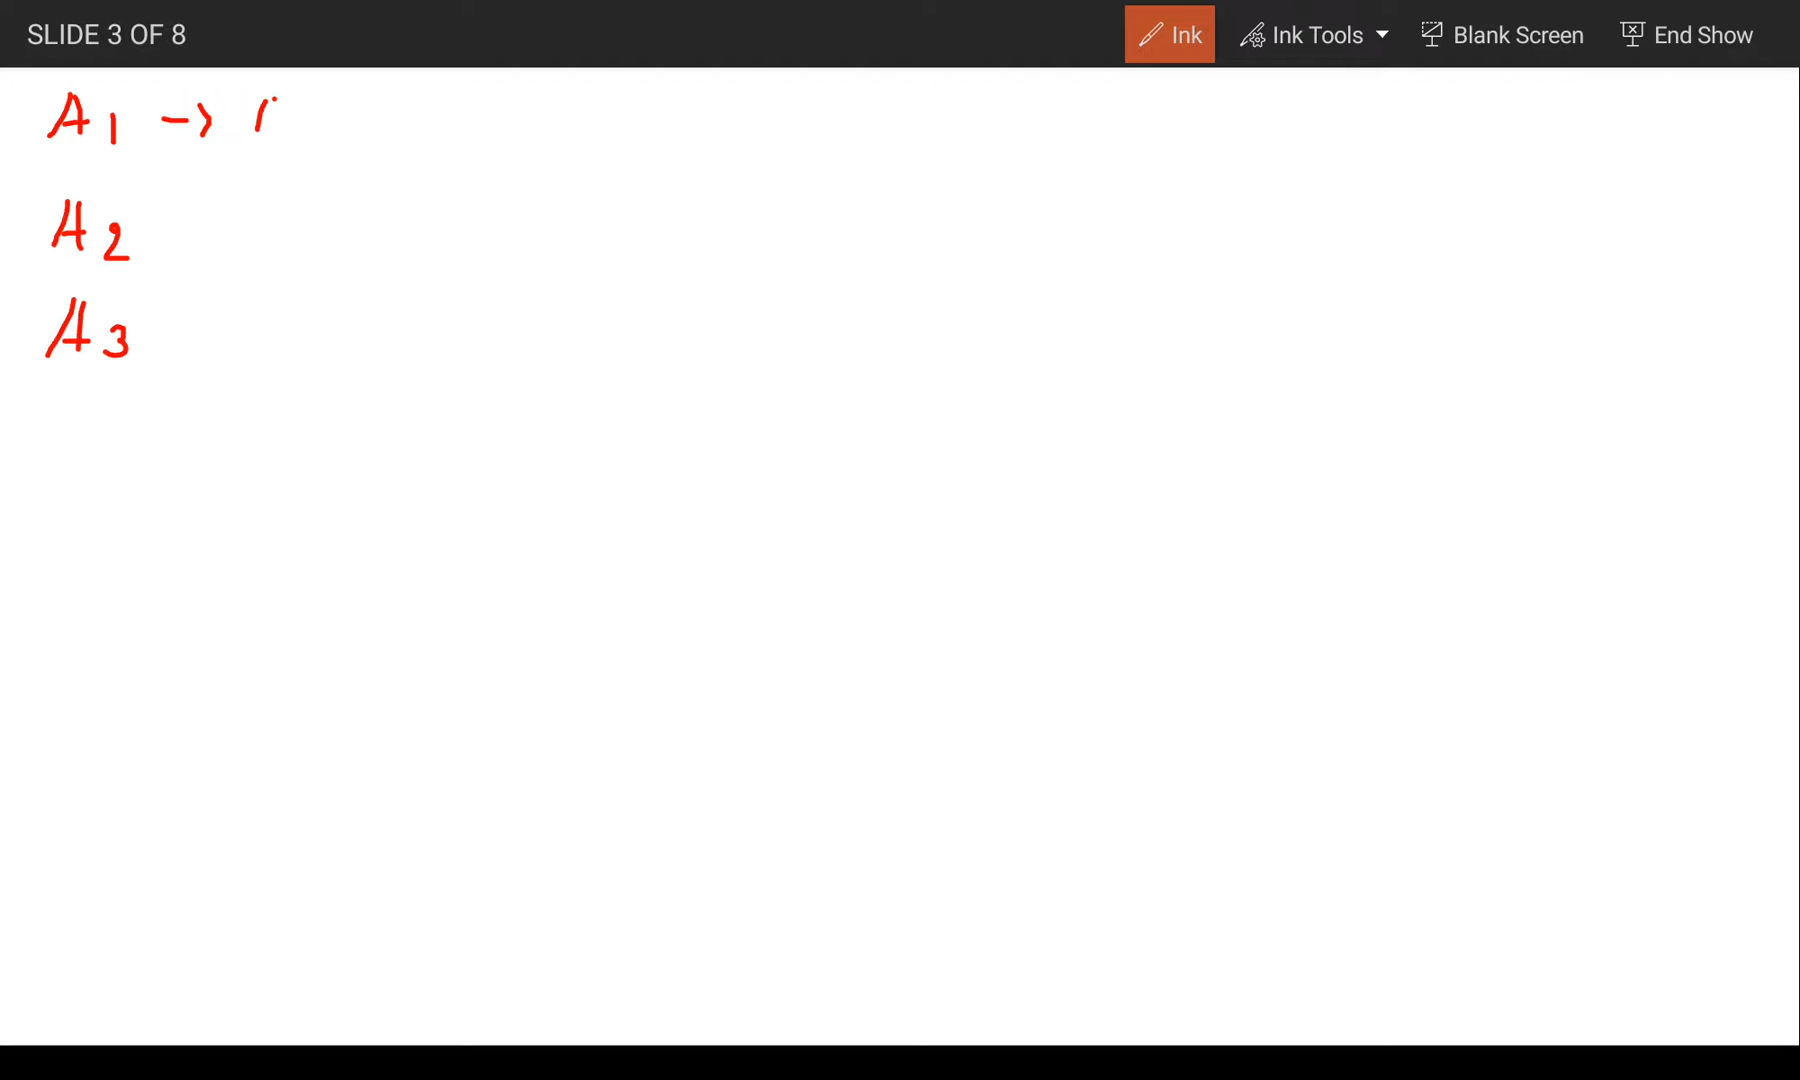 SLIDE 3 OF 8 Ink Ink Tools Blank Screen End Show
A1 →
A2
A3